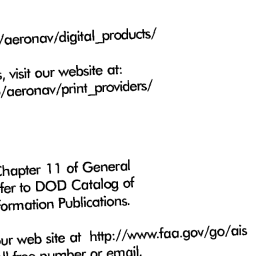 /aeronav/digital_products/
, visit our website at:
/aeronav/print_providers/
Chapter 11 of General
fer to DOD Catalog of
formation Publications.
our web site at http://www.faa.gov/go/ais
free number or email.